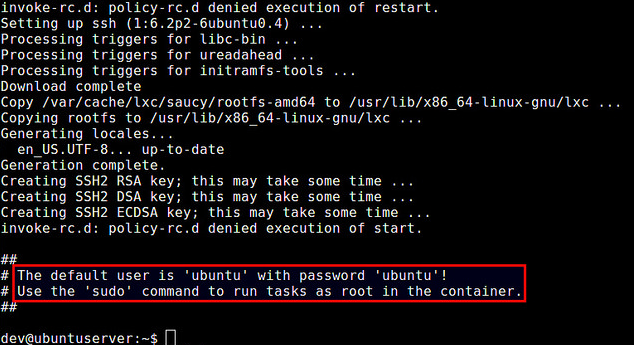 invoke-rc.d: policy-rc.d denied execution of restart.
Setting up ssh (1:6.2p2-6ubuntu0.4) ...
Processing triggers for libc-bin ...
Processing triggers for ureadahead ...
Processing triggers for initramfs-tools ...
Download complete
Copy /var/cache/lxc/saucy/rootfs-amd64 to /usr/lib/x86_64-linux-gnu/lxc ...
Copying rootfs to /usr/lib/x86_64-linux-gnu/lxc ...
Generating locales...
  en_US.UTF-8... up-to-date
Generation complete.
Creating SSH2 RSA key; this may take some time ...
Creating SSH2 DSA key; this may take some time ...
Creating SSH2 ECDSA key; this may take some time ...
invoke-rc.d: policy-rc.d denied execution of start.

##
# The default user is 'ubuntu' with password 'ubuntu'!
# Use the 'sudo' command to run tasks as root in the container.
##

dev@ubuntuserver:~$